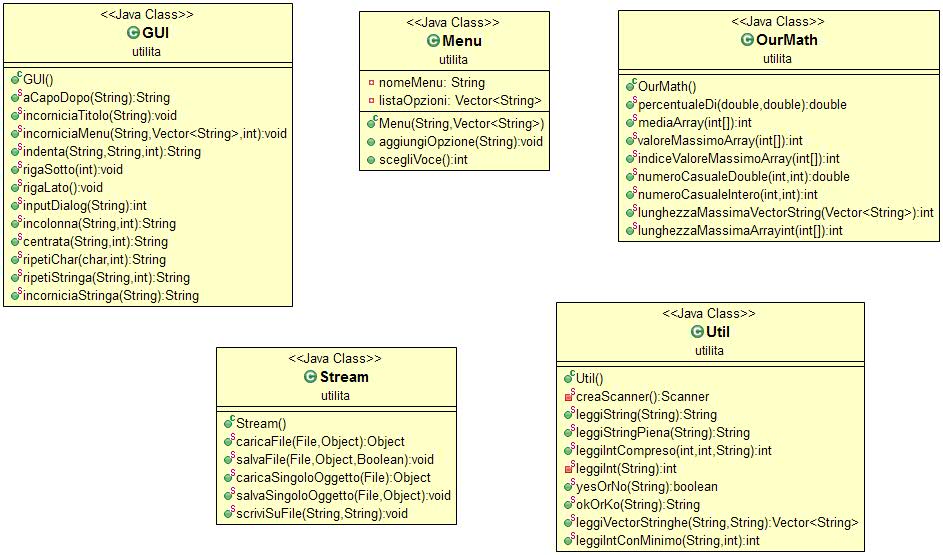 <<Java Class>>
GUI
utilita
GUI()
aCapoDopo(String):String
incorniciaTitolo(String):void
incorniciaMenu(String,Vector<String>,int):void
indenta(String,String,int):String
rigaSotto(int):void
rigaLato():void
inputDialog(String):int
incolonna(String,int):String
centrata(String,int):String
ripetiChar(char,int):String
ripetiStringa(String,int):String
incorniciaStringa(String):String
<<Java Class>>
Menu
utilita
nomeMenu: String
listaOpzioni: Vector<String>
Menu(String,Vector<String>)
aggiungiOpzione(String):void
scegliVoce():int
<<Java Class>>
OurMath
utilita
OurMath()
percentualeDi(double,double):double
mediaArray(int[]):int
valoreMassimoArray(int[]):int
indiceValoreMassimoArray(int[]):int
numeroCasualeDouble(int,int):double
numeroCasualeIntero(int,int):int
lunghezzaMassimaVectorString(Vector<String>):int
lunghezzaMassimaArrayint(int[]):int
<<Java Class>>
Stream
utilita
Stream()
caricaFile(File,Object):Object
salvaFile(File,Object,Boolean):void
caricaSingoloOggetto(File):Object
salvaSingoloOggetto(File,Object):void
scriviSuFile(String,String):void
<<Java Class>>
Util
utilita
Util()
creaScanner():Scanner
leggiString(String):String
leggiStringPiena(String):String
leggiIntCompreso(int,int,String):int
leggiInt(String):int
yesOrNo(String):boolean
okOrKo(String):String
leggiVectorStringhe(String,String):Vector<String>
leggiIntConMinimo(String,int):int